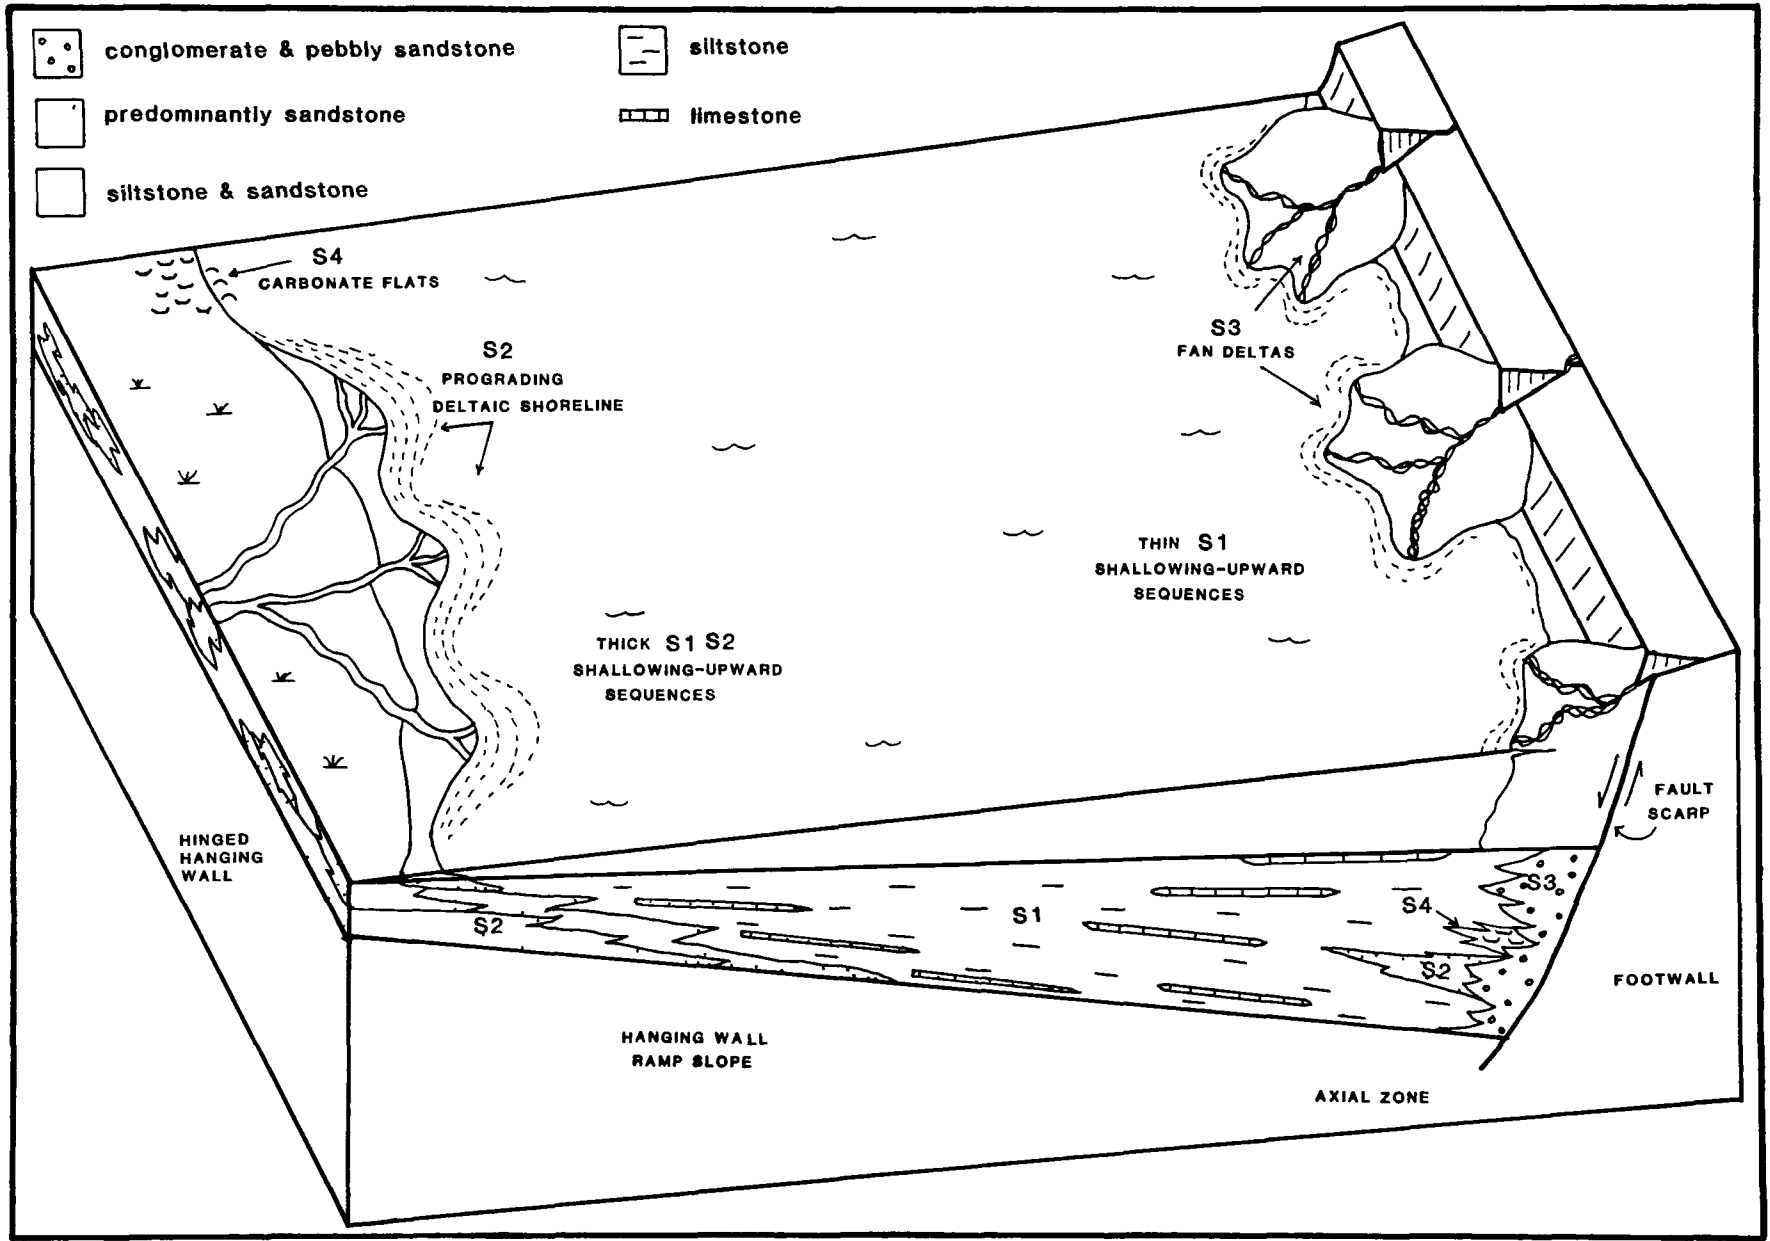 conglomerate & pebbly sandstone
siltstone
predominantly sandstone
limestone
siltstone & sandstone
S4
CARBONATE FLATS
S2
PROGRADING
DELTAIC SHORELINE
S3
FAN DELTAS
THIN S1
SHALLOWING-UPWARD
SEQUENCES
THICK S1 S2
SHALLOWING-UPWARD
SEQUENCES
FAULT
SCARP
HINGED
HANGING
WALL
S3
S4
S1
S2
S2
FOOTWALL
HANGING WALL
RAMP SLOPE
AXIAL ZONE